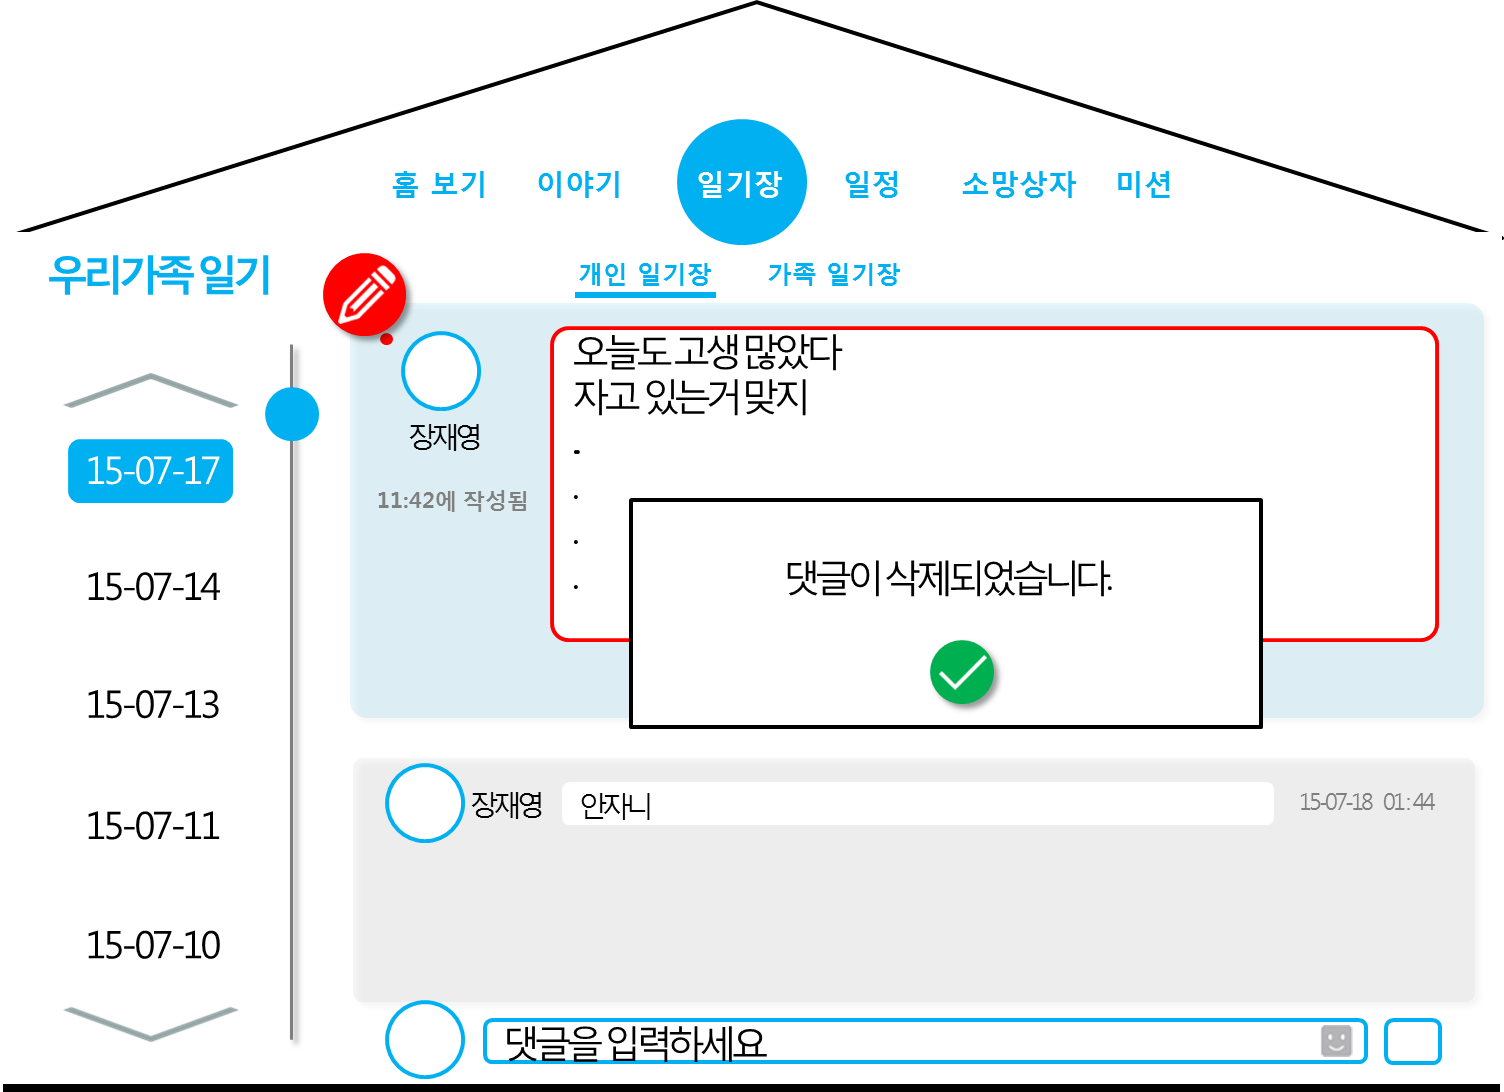 홈 보기 이야기 일기장 일정 소망상자 미션
우리가족 일기
개인 일기장 가족 일기장
15-07-17
15-07-14
15-07-13
15-07-11
15-07-10
장재영
11:42에 작성됨
오늘도 고생 많았다
자고 있는거 맞지
.
.
.
.
댓글이 삭제되었습니다.
장재영 안자니 15-07-18 01:44
댓글을 입력하세요